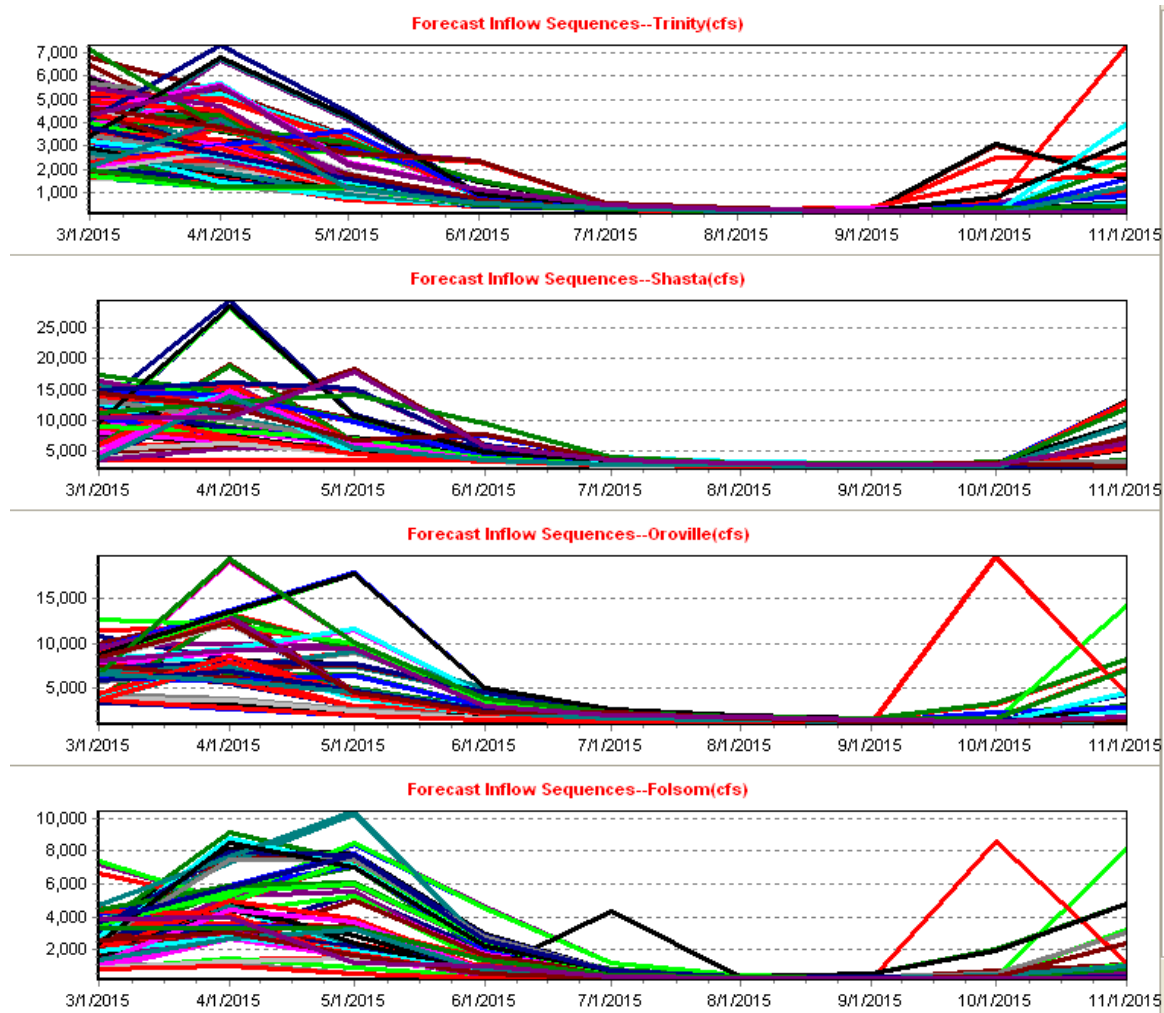 Forecast Inflow Sequences--Trinity(cfs)
7,000
6,000
5,000
4,000
3,000
2,000
1,000
3/1/2015 4/1/2015 5/1/2015 6/1/2015 7/1/2015 8/1/2015 9/1/2015 10/1/2015 11/1/2015
Forecast Inflow Sequences--Shasta(cfs)
25,000
20,000
15,000
10,000
5,000
3/1/2015 4/1/2015 5/1/2015 6/1/2015 7/1/2015 8/1/2015 9/1/2015 10/1/2015 11/1/2015
Forecast Inflow Sequences--Oroville(cfs)
15,000
10,000
5,000
3/1/2015 4/1/2015 5/1/2015 6/1/2015 7/1/2015 8/1/2015 9/1/2015 10/1/2015 11/1/2015
Forecast Inflow Sequences--Folsom(cfs)
10,000
8,000
6,000
4,000
2,000
3/1/2015 4/1/2015 5/1/2015 6/1/2015 7/1/2015 8/1/2015 9/1/2015 10/1/2015 11/1/2015